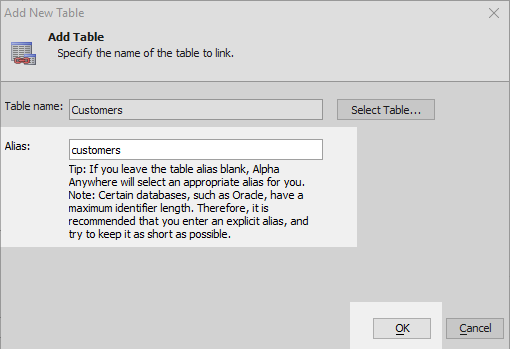 Add New Table
Add Table
Specify the name of the table to link.
Table name: Customers Select Table...
Alias: customers
Tip: If you leave the table alias blank, Alpha
Anywhere will select an appropriate alias for you.
Note: Certain databases, such as Oracle, have a
maximum identifier length. Therefore, it is
recommended that you enter an explicit alias, and
try to keep it as short as possible.
OK Cancel